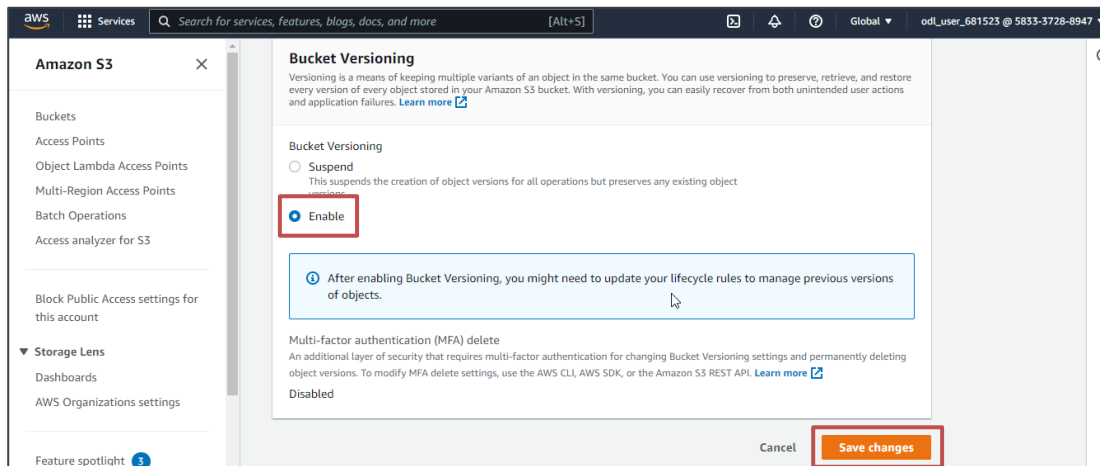 aws Services Search for services, features, blogs, docs, and more [Alt+S] Global ▼ odl_user_681523 @ 5833-3728-8947
Amazon S3
Buckets
Access Points
Object Lambda Access Points
Multi-Region Access Points
Batch Operations
Access analyzer for S3
Block Public Access settings for
this account
▼ Storage Lens
Dashboards
AWS Organizations settings
Feature spotlight 3
Bucket Versioning
Versioning is a means of keeping multiple variants of an object in the same bucket. You can use versioning to preserve, retrieve, and restore
every version of every object stored in your Amazon S3 bucket. With versioning, you can easily recover from both unintended user actions
and application failures. Learn more
Bucket Versioning
Suspend
This suspends the creation of object versions for all operations but preserves any existing object
versions.
Enable
After enabling Bucket Versioning, you might need to update your lifecycle rules to manage previous versions
of objects.
Multi-factor authentication (MFA) delete
An additional layer of security that requires multi-factor authentication for changing Bucket Versioning settings and permanently deleting
object versions. To modify MFA delete settings, use the AWS CLI, AWS SDK, or the Amazon S3 REST API. Learn more
Disabled
Cancel Save changes